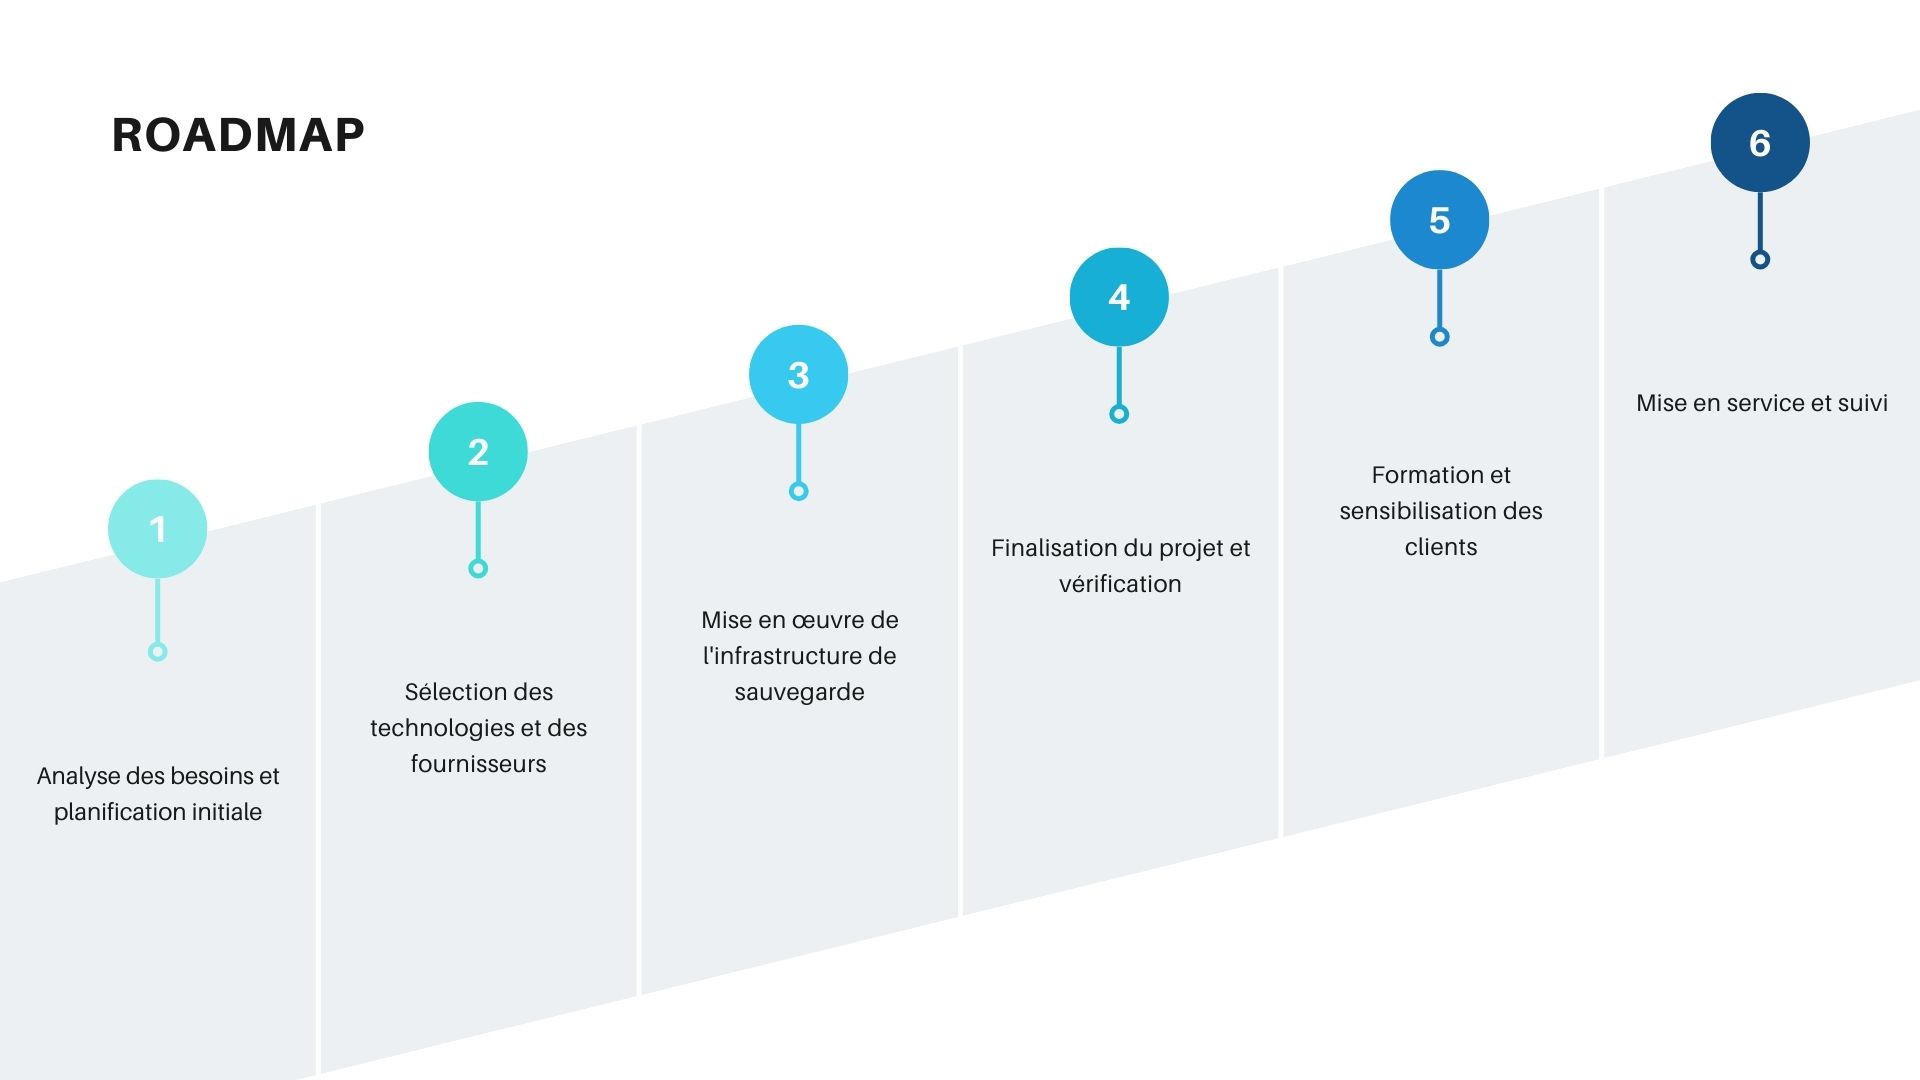 ROADMAP
1
Analyse des besoins et
planification initiale
2
Sélection des
technologies et des
fournisseurs
3
Mise en œuvre de
l'infrastructure de
sauvegarde
4
Finalisation du projet et
vérification
5
Formation et
sensibilisation des
clients
6
Mise en service et suivi